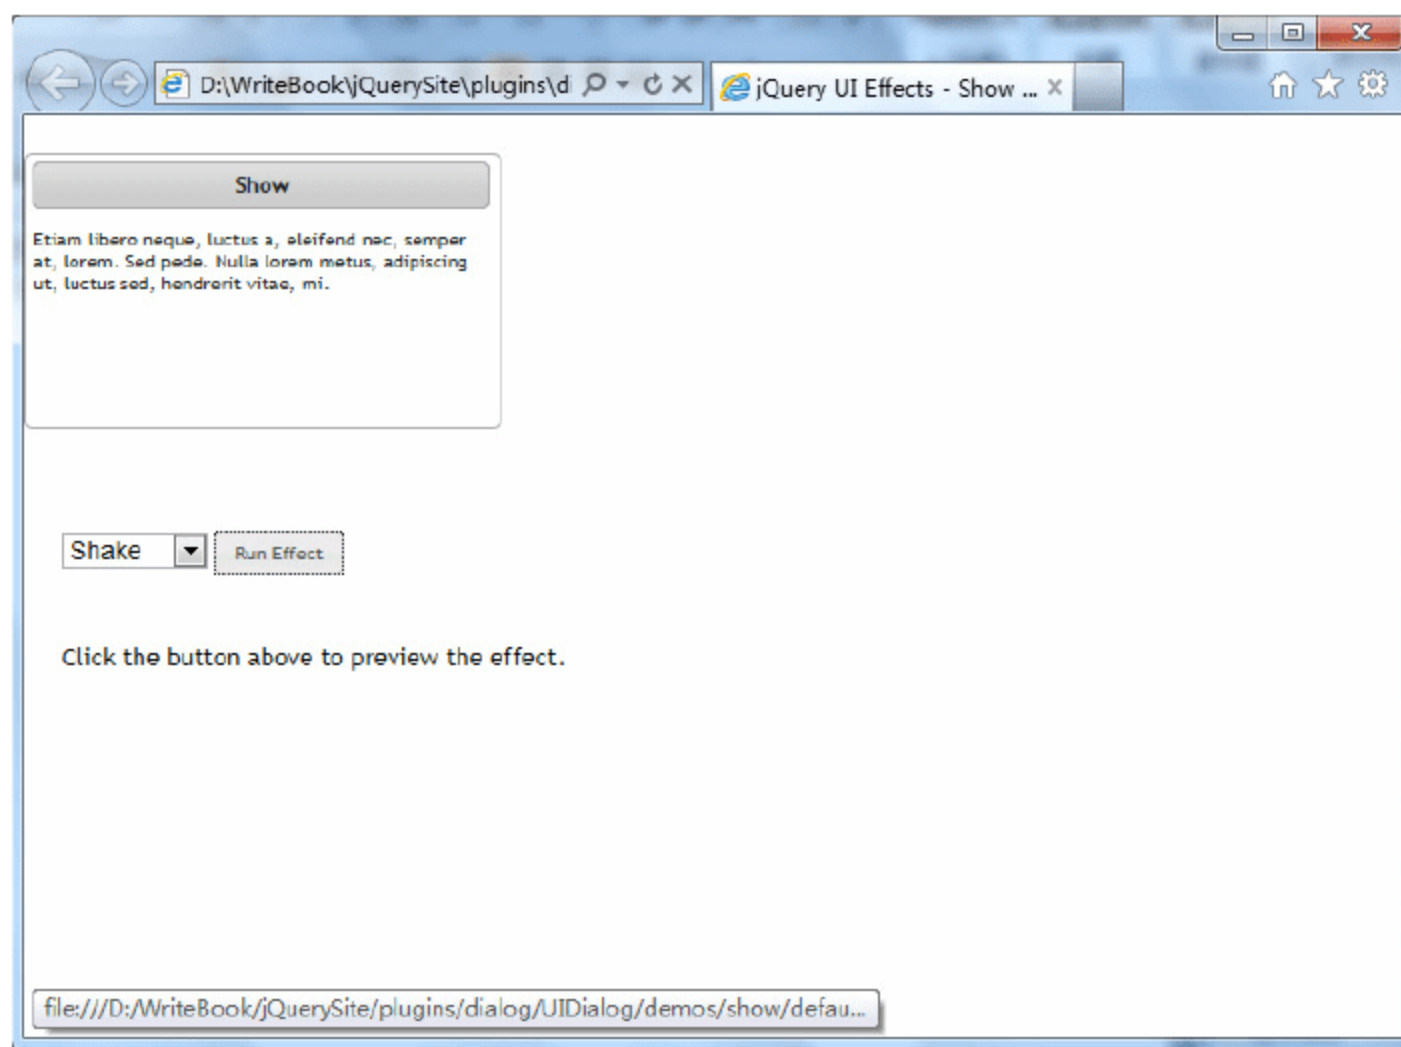 D:\WriteBook\jQuerySite\plugins\d
jQuery UI Effects - Show ...
Show
Etiam libero neque, luctus a, eleifend nec, semper
at, lorem. Sed pede. Nulla lorem metus, adipiscing
ut, luctus sed, hendrerit vitae, mi.
Shake
Run Effect
Click the button above to preview the effect.
file:///D:/WriteBook/jQuerySite/plugins/dialog/UIDialog/demos/show/defau...